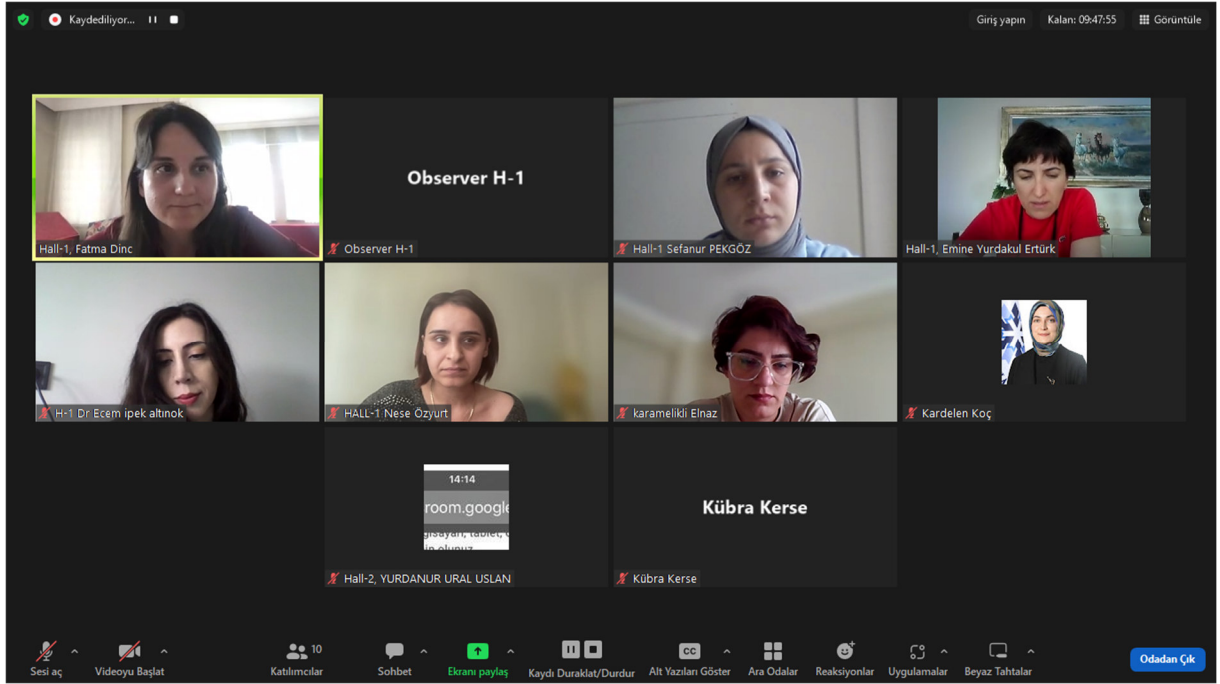 Kaydediliyor...
Giriş yapın
Kalan: 09:47:55
Görüntüle
Hall-1, Fatma Dinc
Observer H-1
Observer H-1
Hall-1 Sefanur PEKGÖZ
Hall-1, Emine Yurdakul Ertürk
H-1 Dr Ecem ipek altınok
HALL-1 Nese Özyurt
karamelikli Elnaz
Kardelen Koç
14:14
room.google
tablet,
olunuz
Hall-2, YURDANUR URAL USLAN
Kübra Kerse
Kübra Kerse
10
Sesi aç
Videoyu Başlat
Katılımcılar
Sohbet
Ekranı paylaş
Kaydı Duraklat/Durdur
CC
Alt Yazıları Göster
Ara Odalar
Reaksiyonlar
Uygulamalar
Beyaz Tahtalar
Odadan Çık